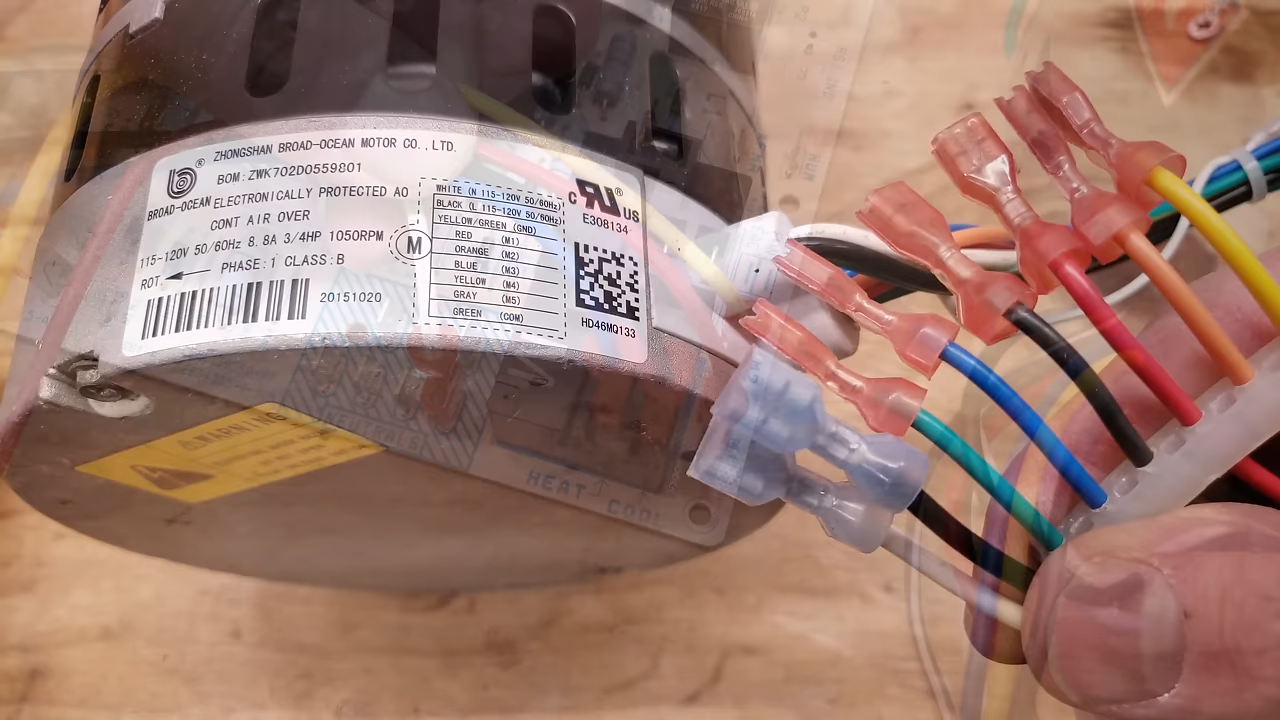 ZHONGSHAN BROAD-OCEAN MOTOR CO.,LTD.
BOM:ZWK702D0559801
BROAD-OCEAN
ELECTRONICALLY PROTECTED AO
CONT AIR OVER
115-120V 50/60Hz 8.8A 3/4HP 1050RPM
ROT
PHASE:1 CLASS:B
20151020
M
WHITE (N 115-120V 50/60Hz)
BLACK (L 115-120V 50/60Hz)
YELLOW/GREEN (GND)
RED (M1)
ORANGE (M2)
BLUE (M3)
YELLOW (M4)
GRAY (M5)
GREEN (COM)
C US
E308134
HD46MQ133
WARNING
HEAT COOL